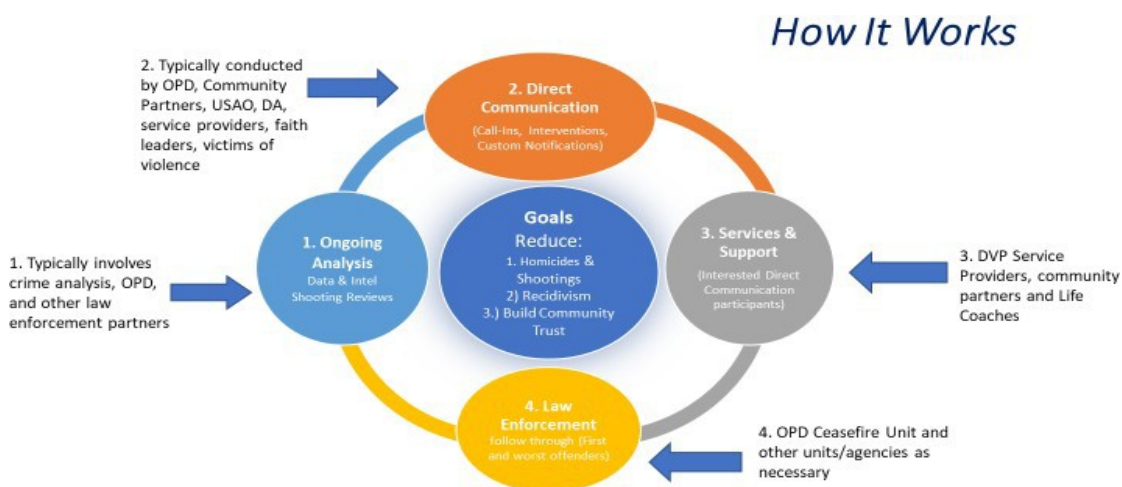 How It Works
2. Typically conducted
by OPD, Community
Partners, USAO, DA,
service providers, faith
leaders, victims of
violence
2. Direct
Communication
(Call-Ins, Interventions,
Custom Notifications)
1. Typically involves
crime analysis, OPD,
and other law
enforcement partners
1. Ongoing
Analysis
Data & Intel
Shooting Reviews
Goals
Reduce:
1. Homicides &
Shootings
2) Recidivism
3.) Build Community
Trust
3. Services &
Support
(Interested Direct
Communication
participants)
3. DVP Service
Providers, community
partners and Life
Coaches
4. Law
Enforcement
follow through (First
and worst offenders)
4. OPD Ceasefire Unit and
other units/agencies as
necessary